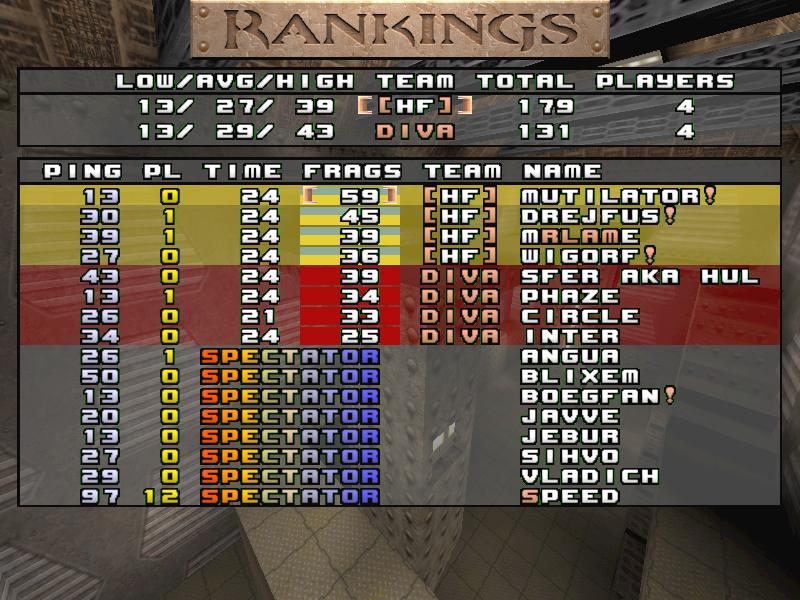 RANKINGS
LOW/AVG/HIGH TEAM TOTAL PLAYERS
13/ 27/ 39 [HF] 179 4
13/ 29/ 43 DIVA 131 4
PING PL TIME FRAGS TEAM NAME
13 0 24 59 [HF] MUTILATOR!
30 1 24 45 [HF] DREJFUS!
39 1 24 39 [HF] MRLAME
27 0 24 36 [HF] WIGORF!
43 0 24 39 DIVA SFER AKA HUL
13 1 24 34 DIVA PHAZE
26 0 21 33 DIVA CIRCLE
34 0 24 25 DIVA INTER
26 1 SPECTATOR ANGUA
50 0 SPECTATOR BLIXEM
13 0 SPECTATOR BOEGFAN!
20 0 SPECTATOR JAVVE
13 0 SPECTATOR JEBUR
27 0 SPECTATOR SIHVO
29 0 SPECTATOR VLADICH
97 12 SPECTATOR SPEED